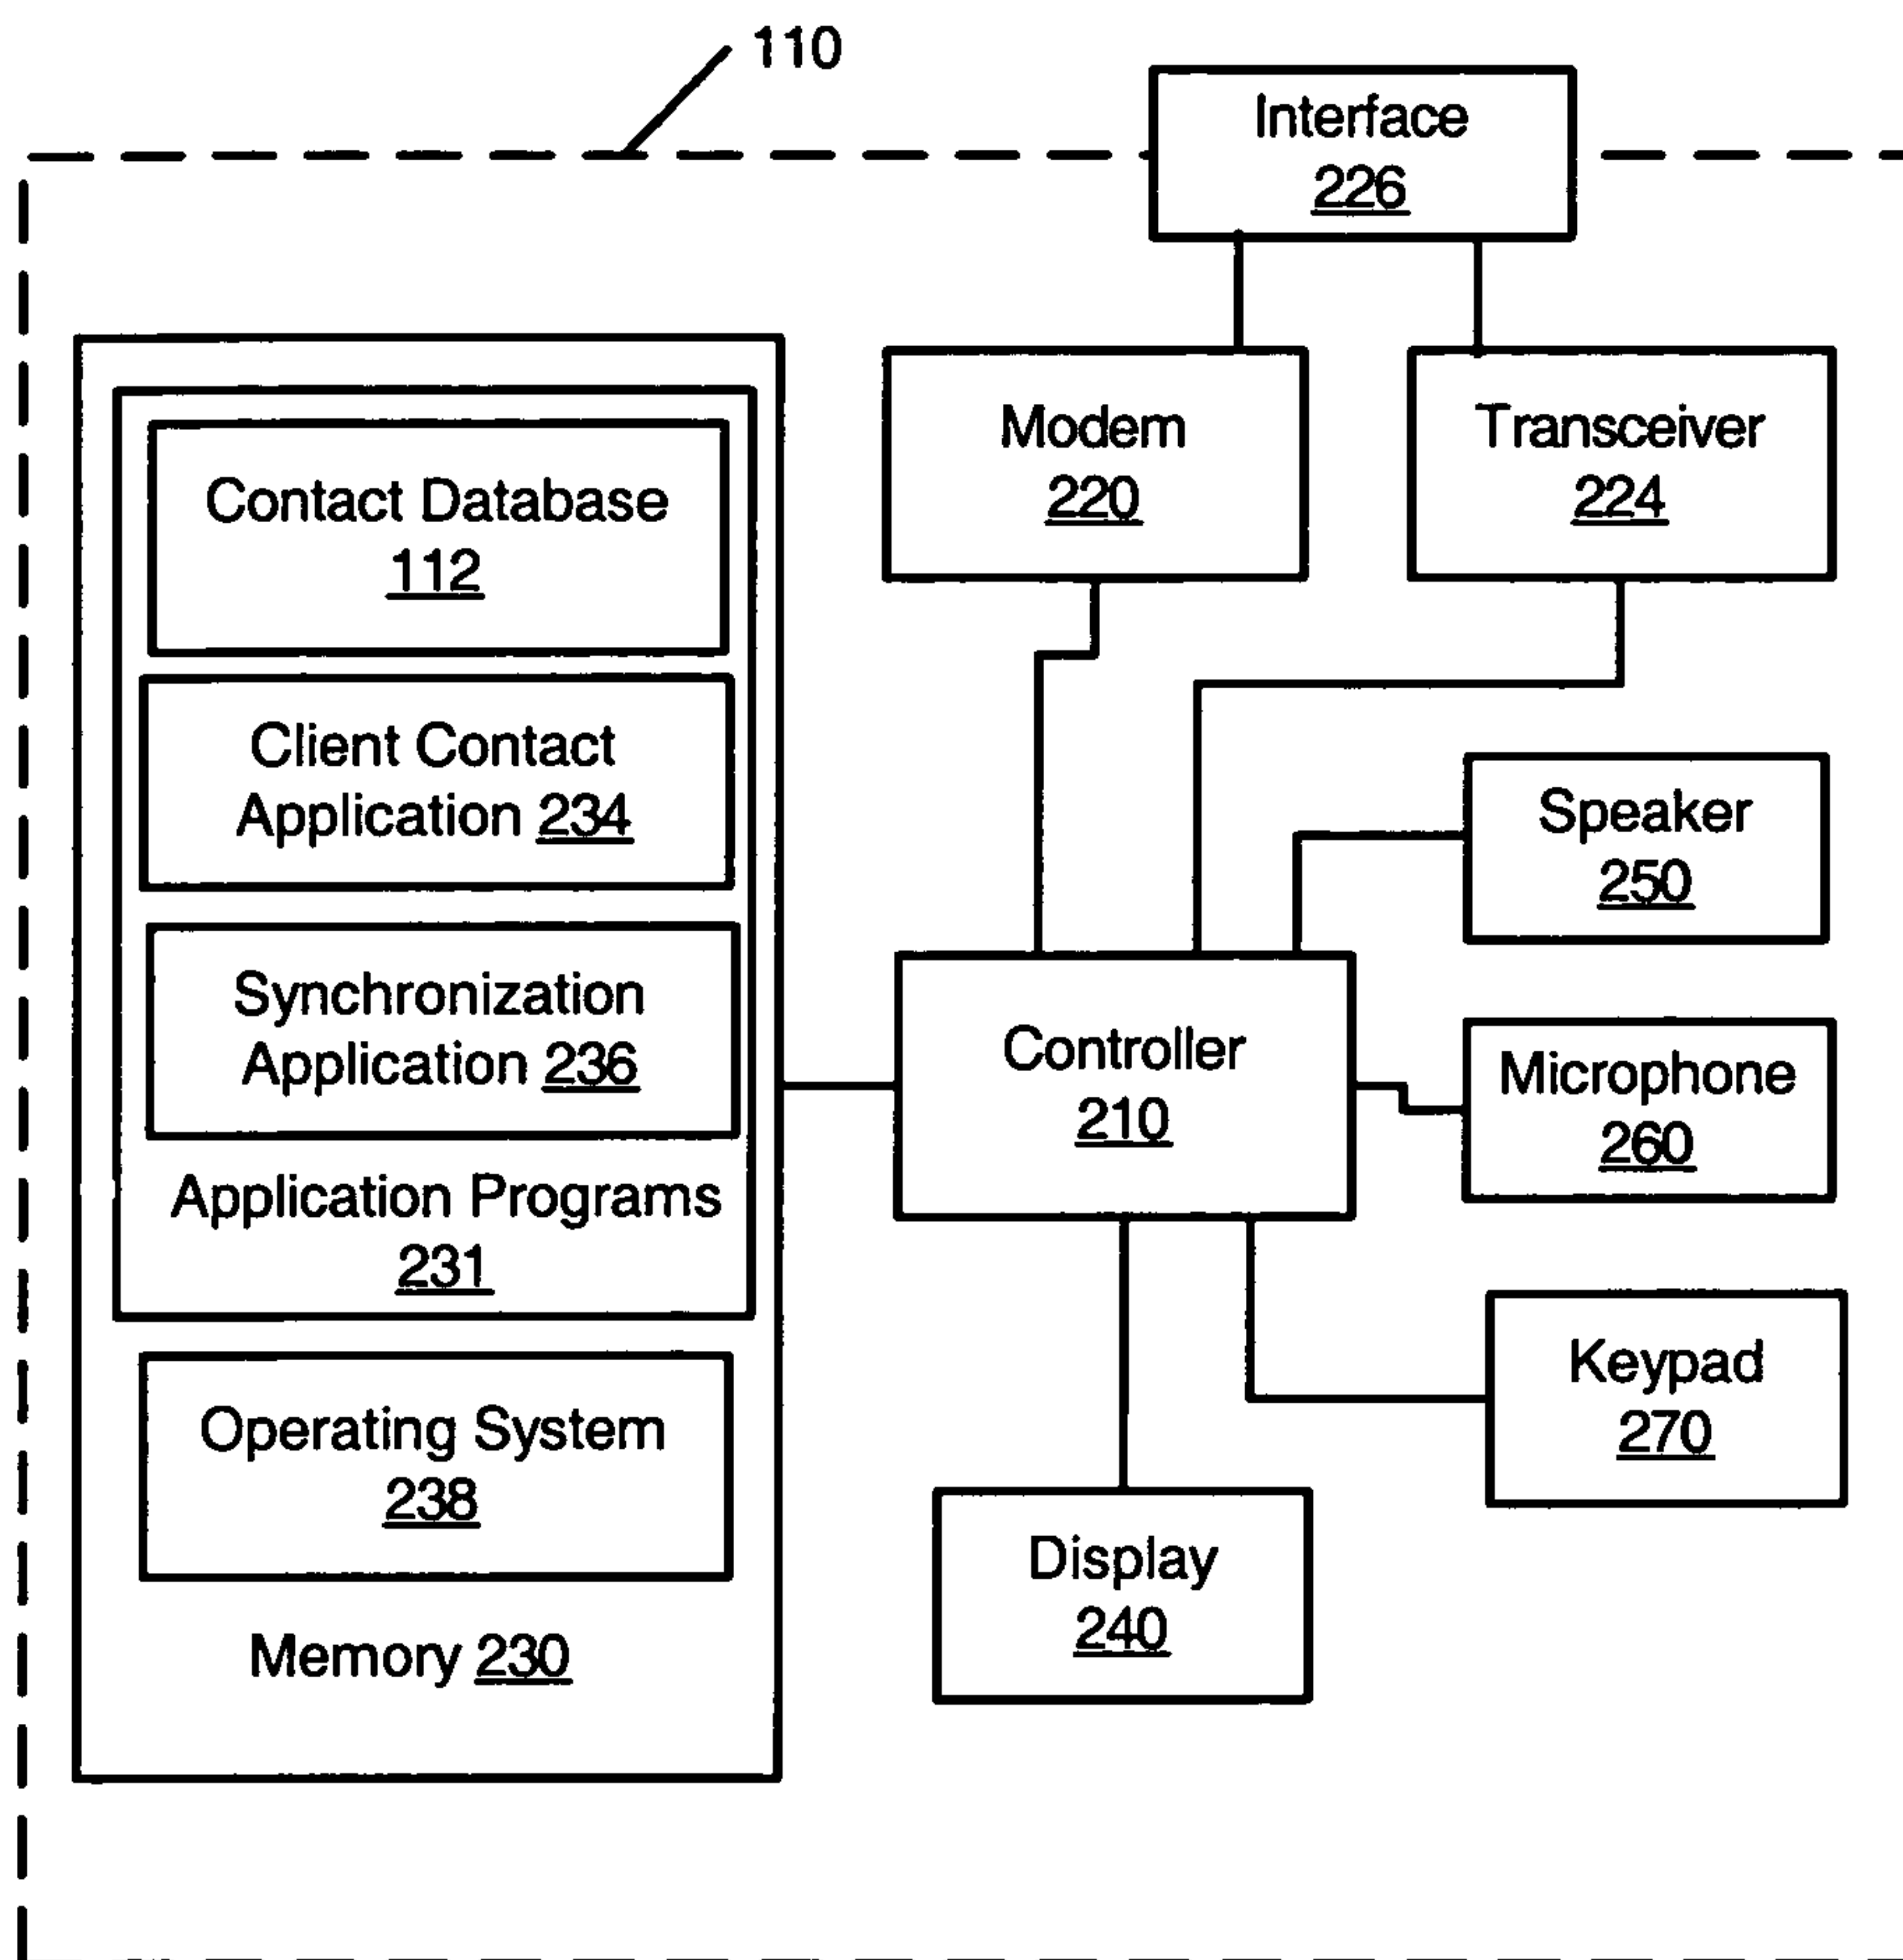 110
Interface
226
Modem
220
Transceiver
224
Contact Database
112
Client Contact
Application 234
Synchronization
Application 236
Application Programs
231
Operating System
238
Memory 230
Controller
210
Speaker
250
Microphone
260
Keypad
270
Display
240